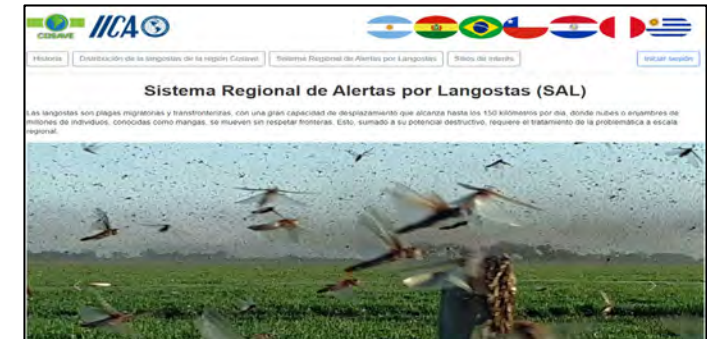 COSAVE IICA
Historia Distribución de la langostas de la región Cosave Sistema Regional de Alertas por Langostas Sitios de interés Iniciar sesión
Sistema Regional de Alertas por Langostas (SAL)
Las langostas son plagas migratorias y transfronterizas, con una gran capacidad de desplazamiento que alcanza hasta los 150 kilómetros por día, donde nubes o enjambres de
millones de individuos, conocidas como mangas, se mueven sin respetar fronteras. Esto, sumado a su potencial destructivo, requiere el tratamiento de la problemática a escala
regional.